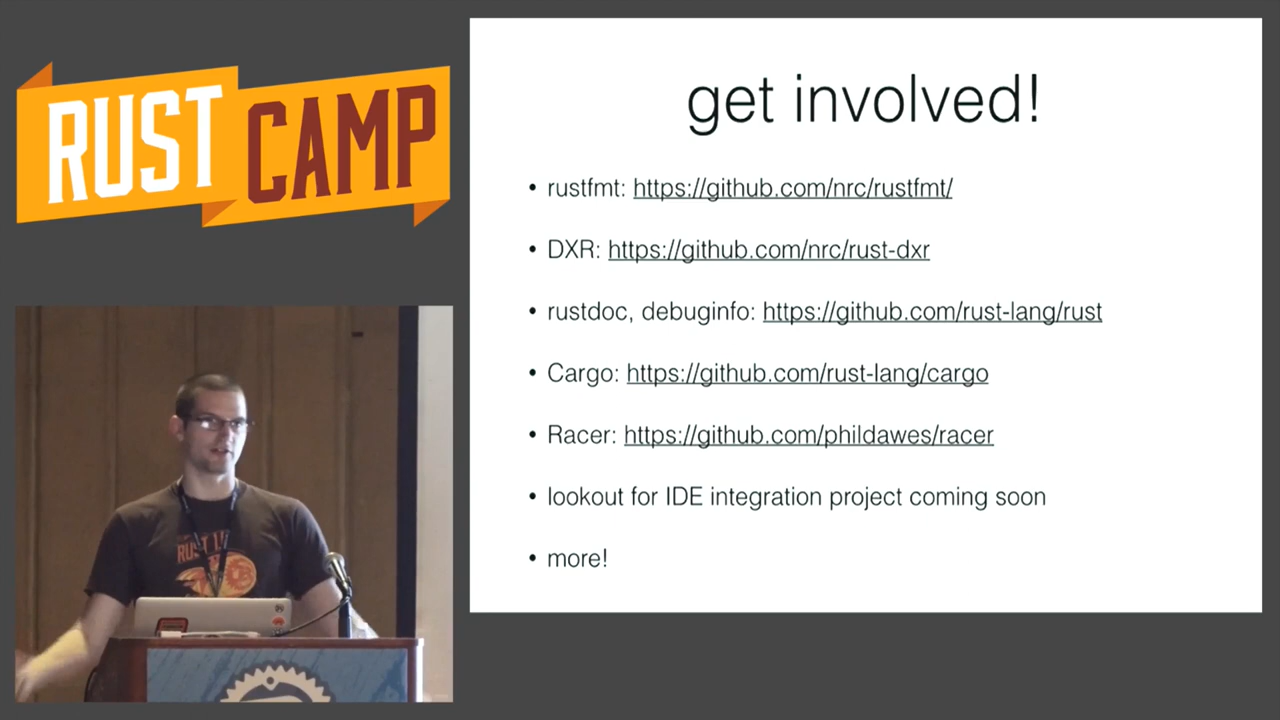 RUST CAMP
get involved!
• rustfmt: https://github.com/nrc/rustfmt/
• DXR: https://github.com/nrc/rust-dxr
• rustdoc, debuginfo: https://github.com/rust-lang/rust
• Cargo: https://github.com/rust-lang/cargo
• Racer: https://github.com/phildawes/racer
• lookout for IDE integration project coming soon
• more!
RUST